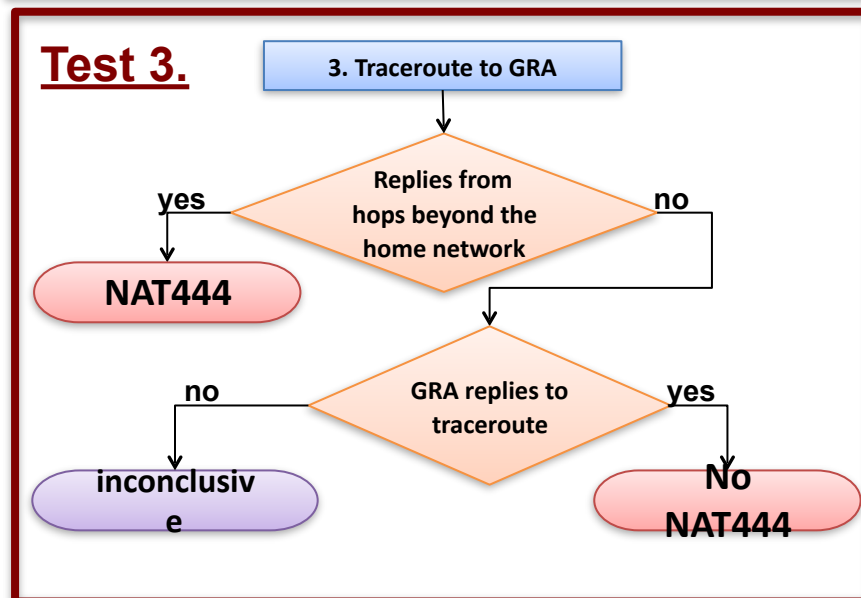 Test 3.
3. Traceroute to GRA
Replies from
hops beyond the
home network
yes
no
NAT444
GRA replies to
traceroute
no
yes
inconclusiv
e
No
NAT444